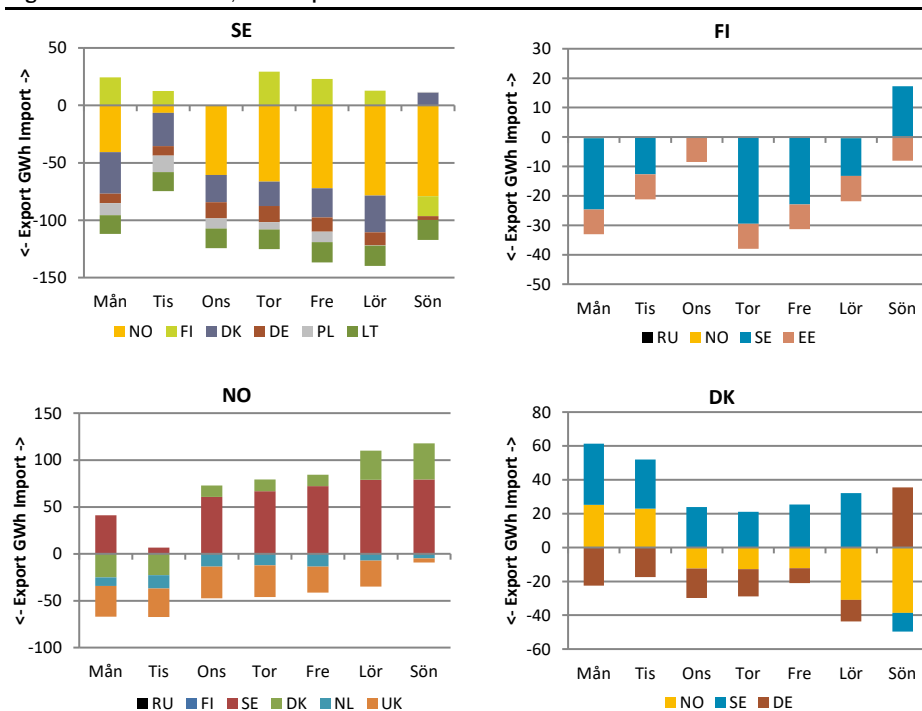 SE
<- Export GWh Import ->
50
0
-50
-100
-150
Mån Tis Ons Tor Fre Lör Sön
NO FI DK DE PL LT
FI
<- Export GWh Import ->
30
20
10
0
-10
-20
-30
-40
-50
Mån Tis Ons Tor Fre Lör Sön
RU NO SE EE
NO
<- Export GWh Import ->
150
100
50
0
-50
-100
Mån Tis Ons Tor Fre Lör Sön
RU FI SE DK NL UK
DK
<- Export GWh Import ->
80
60
40
20
0
-20
-40
-60
Mån Tis Ons Tor Fre Lör Sön
NO SE DE